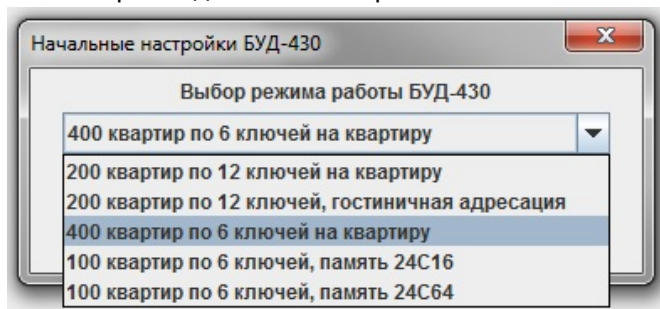 Начальные настройки БУД-430
Выбор режима работы БУД-430
400 квартир по 6 ключей на квартиру
200 квартир по 12 ключей на квартиру
200 квартир по 12 ключей, гостиничная адресация
400 квартир по 6 ключей на квартиру
100 квартир по 6 ключей, память 24С16
100 квартир по 6 ключей, память 24С64